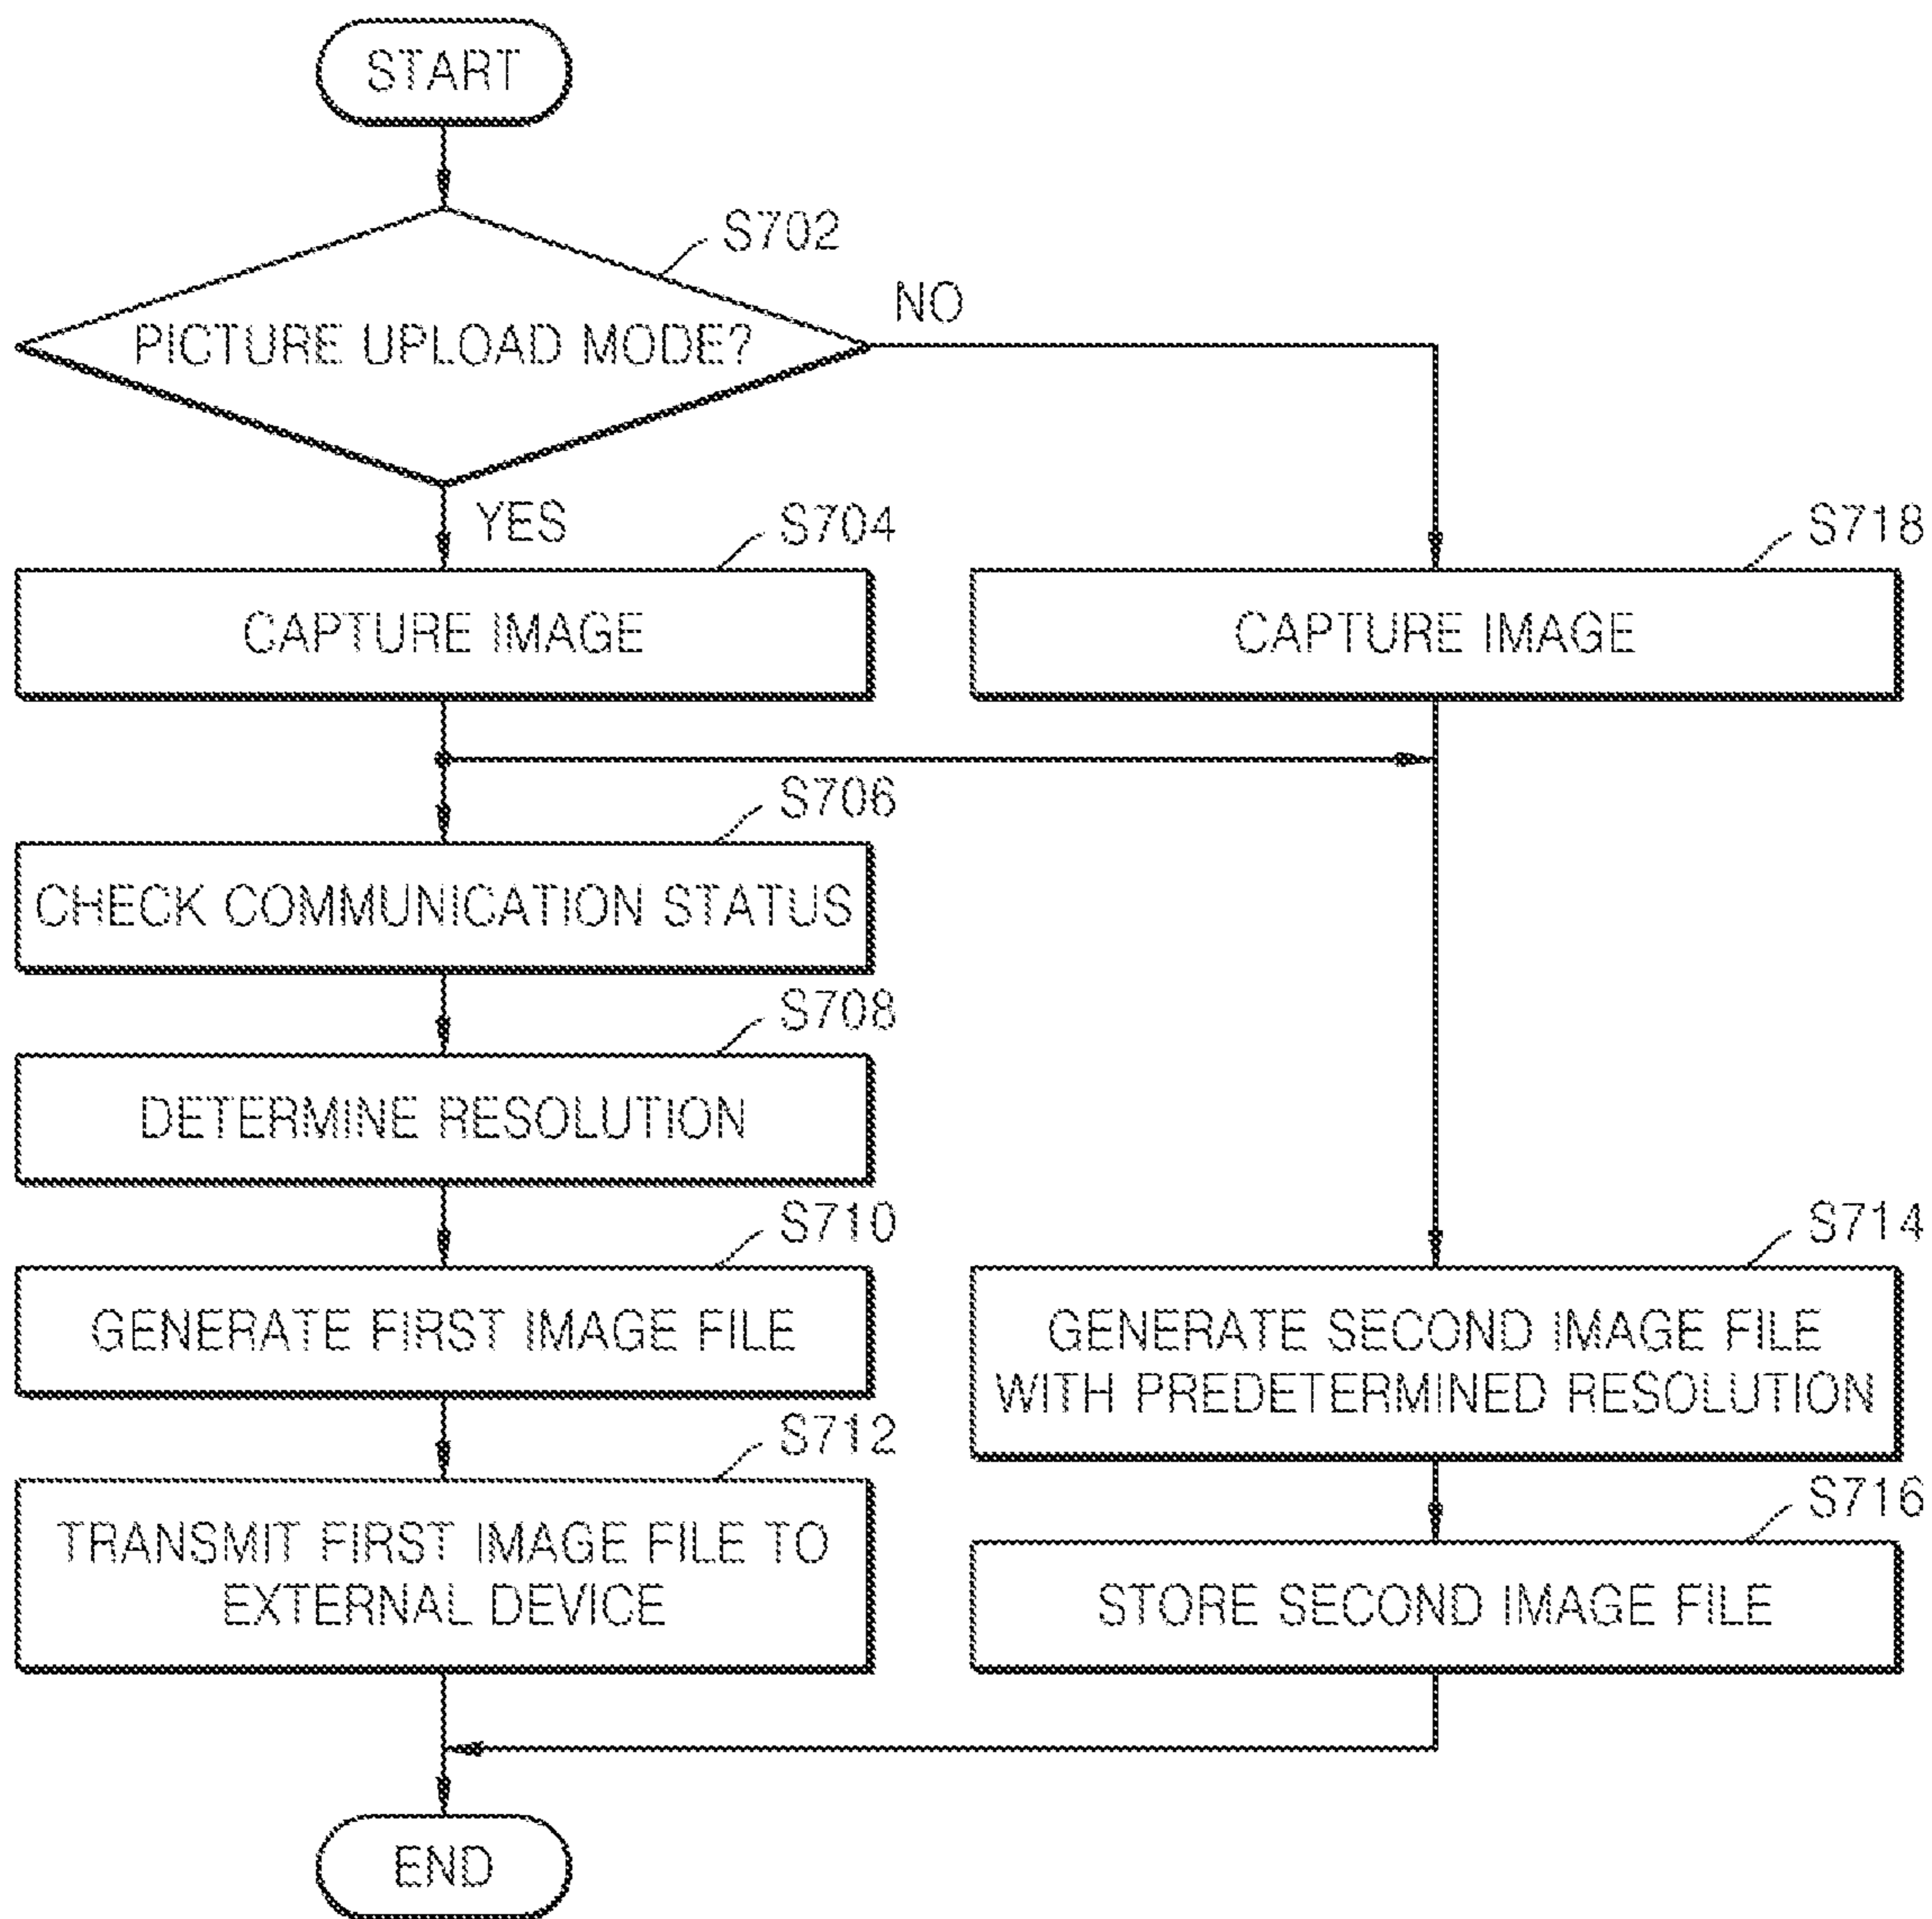 START
S702
NO
PICTURE UPLOAD MODE?
YES
S704
S718
CAPTURE IMAGE
CAPTURE IMAGE
S706
CHECK COMMUNICATION STATUS
S708
DETERMINE RESOLUTION
S710
S714
GENERATE FIRST IMAGE FILE
GENERATE SECOND IMAGE FILE
WITH PREDETERMINED RESOLUTION
S712
S716
TRANSMIT FIRST IMAGE FILE TO
EXTERNAL DEVICE
STORE SECOND IMAGE FILE
END